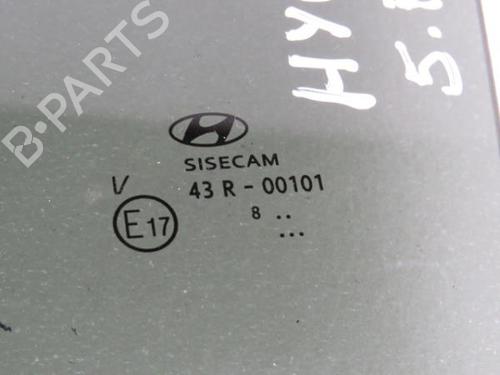 HY
5.
B-PARTS
SISECAM
V
43 R - 00101
E17
8 ..
...